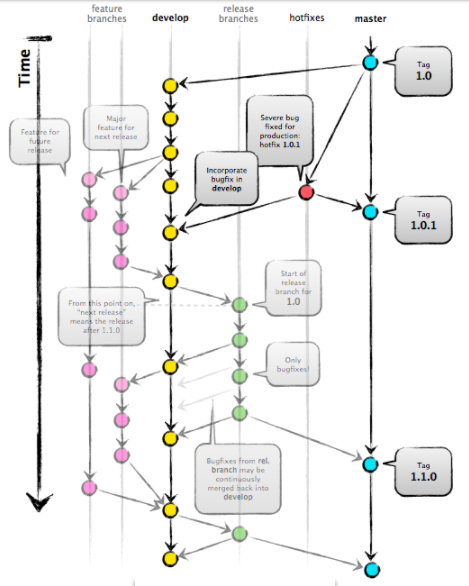 feature
branches
develop
release
branches
hotfixes
master
Time
Tag
1.0
Feature for
future
release
Major
feature for
next release
Severe bug
fixed for
production:
hotfix 1.0.1
Incorporate
bugfix in
develop
Tag
1.0.1
Start of
release
branch for
1.0
From this point on,
"next release"
means the release
after 1.1.0
Only
bugfixes!
Bugfixes from rel.
branch may be
continuously
merged back into
develop
Tag
1.1.0